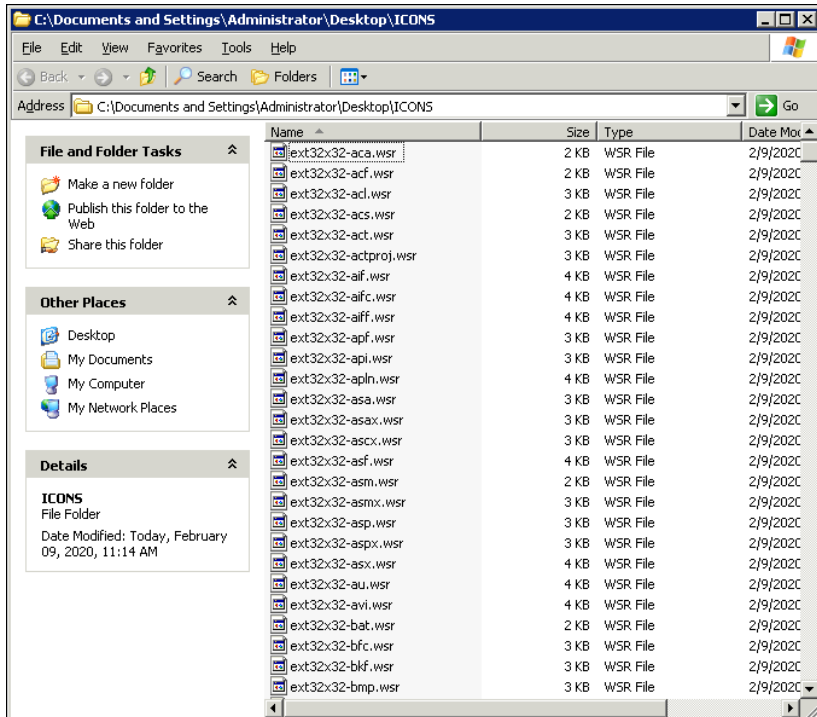 C:\Documents and Settings\Administrator\Desktop\ICONS
File Edit View Favorites Tools Help
Back Search Folders
Address C:\Documents and Settings\Administrator\Desktop\ICONS Go
File and Folder Tasks
Make a new folder
Publish this folder to the
Web
Share this folder
Other Places
Desktop
My Documents
My Computer
My Network Places
Details
ICONS
File Folder
Date Modified: Today, February
09, 2020, 11:14 AM
Name Size Type Date Moc
ext32x32-aca.wsr 2 KB WSR File 2/9/2020
ext32x32-acf.wsr 2 KB WSR File 2/9/2020
ext32x32-acl.wsr 3 KB WSR File 2/9/2020
ext32x32-acs.wsr 2 KB WSR File 2/9/2020
ext32x32-act.wsr 3 KB WSR File 2/9/2020
ext32x32-actproj.wsr 3 KB WSR File 2/9/2020
ext32x32-aif.wsr 4 KB WSR File 2/9/2020
ext32x32-aifc.wsr 4 KB WSR File 2/9/2020
ext32x32-aiff.wsr 4 KB WSR File 2/9/2020
ext32x32-apf.wsr 3 KB WSR File 2/9/2020
ext32x32-api.wsr 3 KB WSR File 2/9/2020
ext32x32-apln.wsr 4 KB WSR File 2/9/2020
ext32x32-asa.wsr 3 KB WSR File 2/9/2020
ext32x32-asax.wsr 3 KB WSR File 2/9/2020
ext32x32-ascx.wsr 3 KB WSR File 2/9/2020
ext32x32-asf.wsr 4 KB WSR File 2/9/2020
ext32x32-asm.wsr 2 KB WSR File 2/9/2020
ext32x32-asmx.wsr 3 KB WSR File 2/9/2020
ext32x32-asp.wsr 3 KB WSR File 2/9/2020
ext32x32-aspx.wsr 3 KB WSR File 2/9/2020
ext32x32-asx.wsr 4 KB WSR File 2/9/2020
ext32x32-au.wsr 4 KB WSR File 2/9/2020
ext32x32-avi.wsr 4 KB WSR File 2/9/2020
ext32x32-bat.wsr 2 KB WSR File 2/9/2020
ext32x32-bfc.wsr 3 KB WSR File 2/9/2020
ext32x32-bkf.wsr 3 KB WSR File 2/9/2020
ext32x32-bmp.wsr 3 KB WSR File 2/9/2020